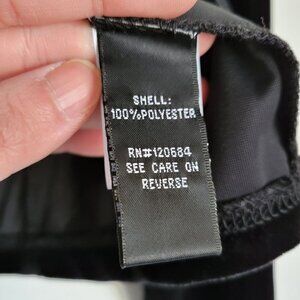 SHELL:
100%POLYESTER
RN#120684
SEE CARE ON
REVERSE